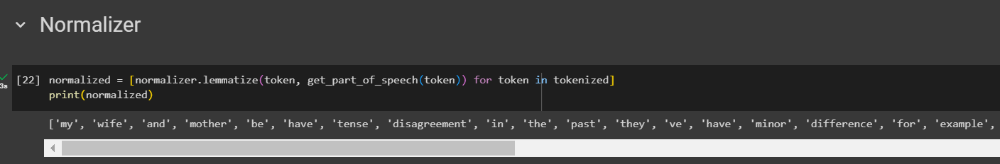 Normalizer
[22] normalized = [normalizer.lemmatize(token, get_part_of_speech(token)) for token in tokenized]
3s
print(normalized)
['my', 'wife', 'and', 'mother', 'be', 'have', 'tense', 'disagreement', 'in', 'the', 'past', 'they', 've', 'have', 'minor', 'difference', 'for', 'example',